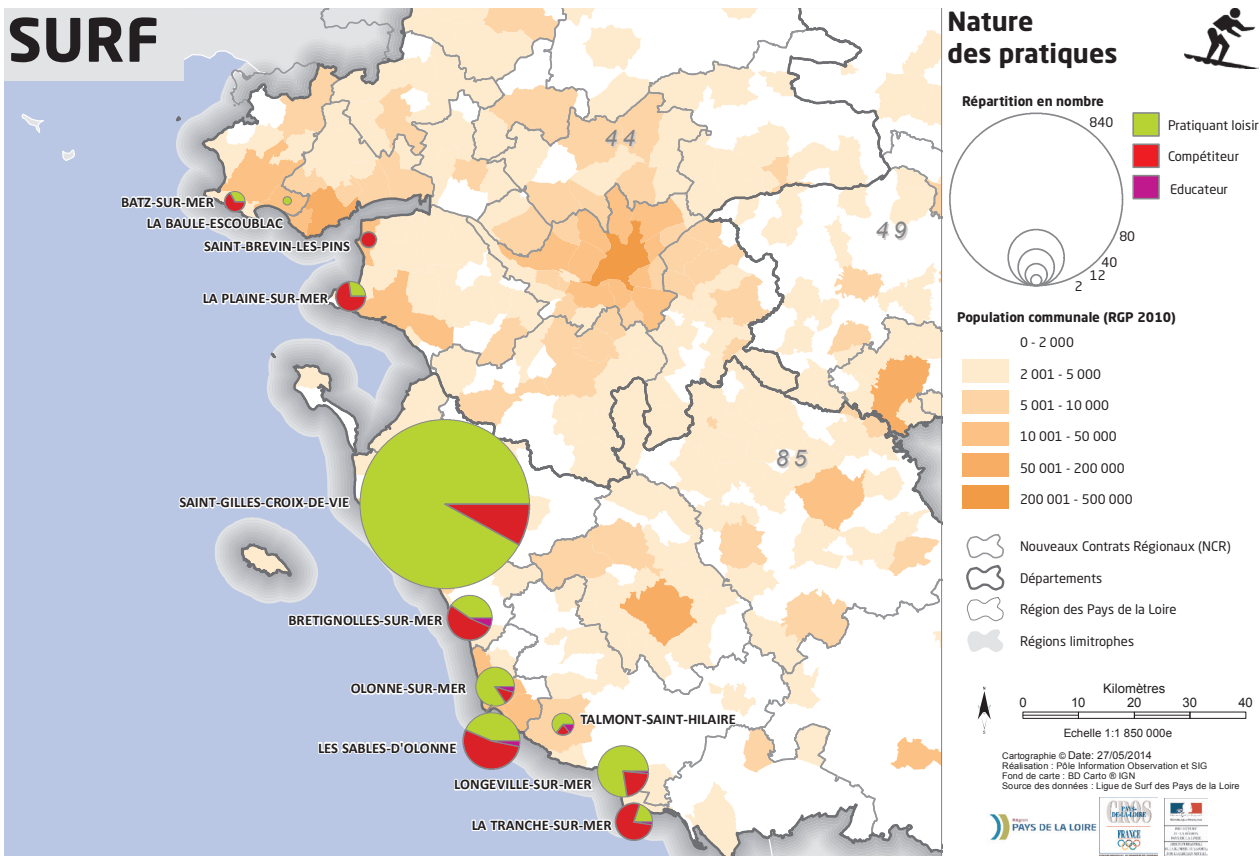 SURF
Nature
des pratiques
Répartition en nombre
840
80
40
12
2
Pratiquant loisir
Compétiteur
Educateur
44
49
85
BATZ-SUR-MER
LA BAULE-ESCOUBLAC
SAINT-BREVIN-LES-PINS
LA PLAINE-SUR-MER
SAINT-GILLES-CROIX-DE-VIE
BRETIGNOLLES-SUR-MER
OLONNE-SUR-MER
TALMONT-SAINT-HILAIRE
LES SABLES-D'OLONNE
LONGEVILLE-SUR-MER
LA TRANCHE-SUR-MER
Population communale (RGP 2010)
0 - 2 000
2 001 - 5 000
5 001 - 10 000
10 001 - 50 000
50 001 - 200 000
200 001 - 500 000
Nouveaux Contrats Régionaux (NCR)
Départements
Région des Pays de la Loire
Régions limitrophes
Kilomètres
0 10 20 30 40
Echelle 1:1 850 000e
Cartographie © Date: 27/05/2014
Réalisation : Pôle Information Observation et SIG
Fond de carte : BD Carto ® IGN
Source des données : Ligue de Surf des Pays de la Loire
Région
PAYS DE LA LOIRE
CROS
PAYS-
DE-LA-LOIRE
FRANCE